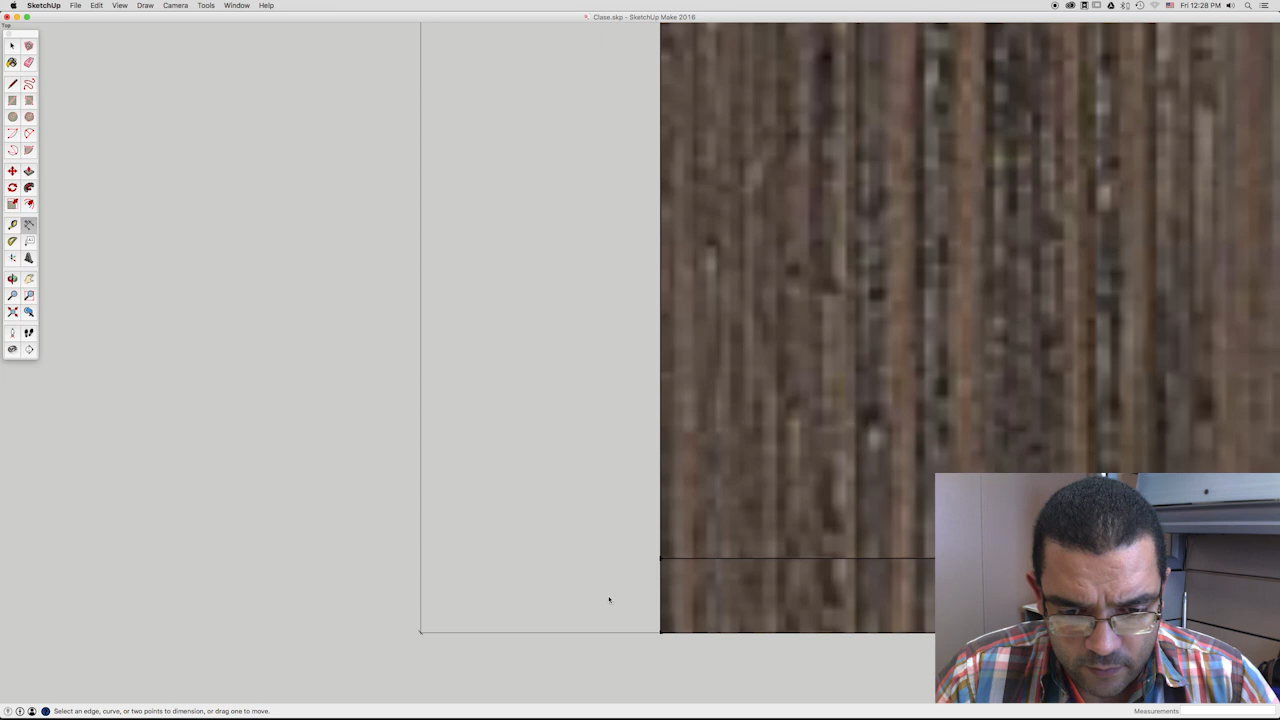 SketchUp File Edit View Draw Camera Tools Window Help
Fri 12:28 PM
Clase.skp - SketchUp Make 2016
Top
Select an edge, curve, or two points to dimension, or drag one to move.
Measurements